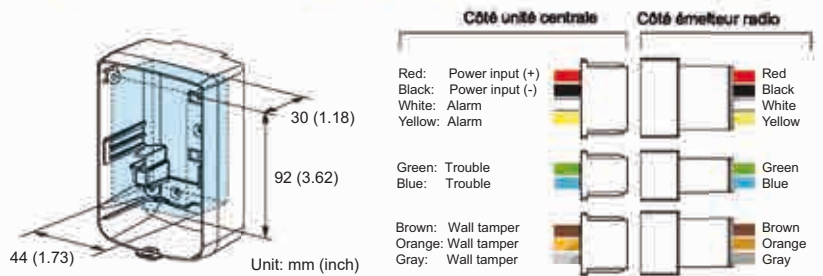 30 (1.18)
92 (3.62)
44 (1.73)
Unit: mm (inch)
Côté unité centrale
Côté émetteur radio
Red: Power input (+)
Black: Power input (-)
White: Alarm
Yellow: Alarm
Red
Black
White
Yellow
Green: Trouble
Blue: Trouble
Green
Blue
Brown: Wall tamper
Orange: Wall tamper
Gray: Wall tamper
Brown
Orange
Gray